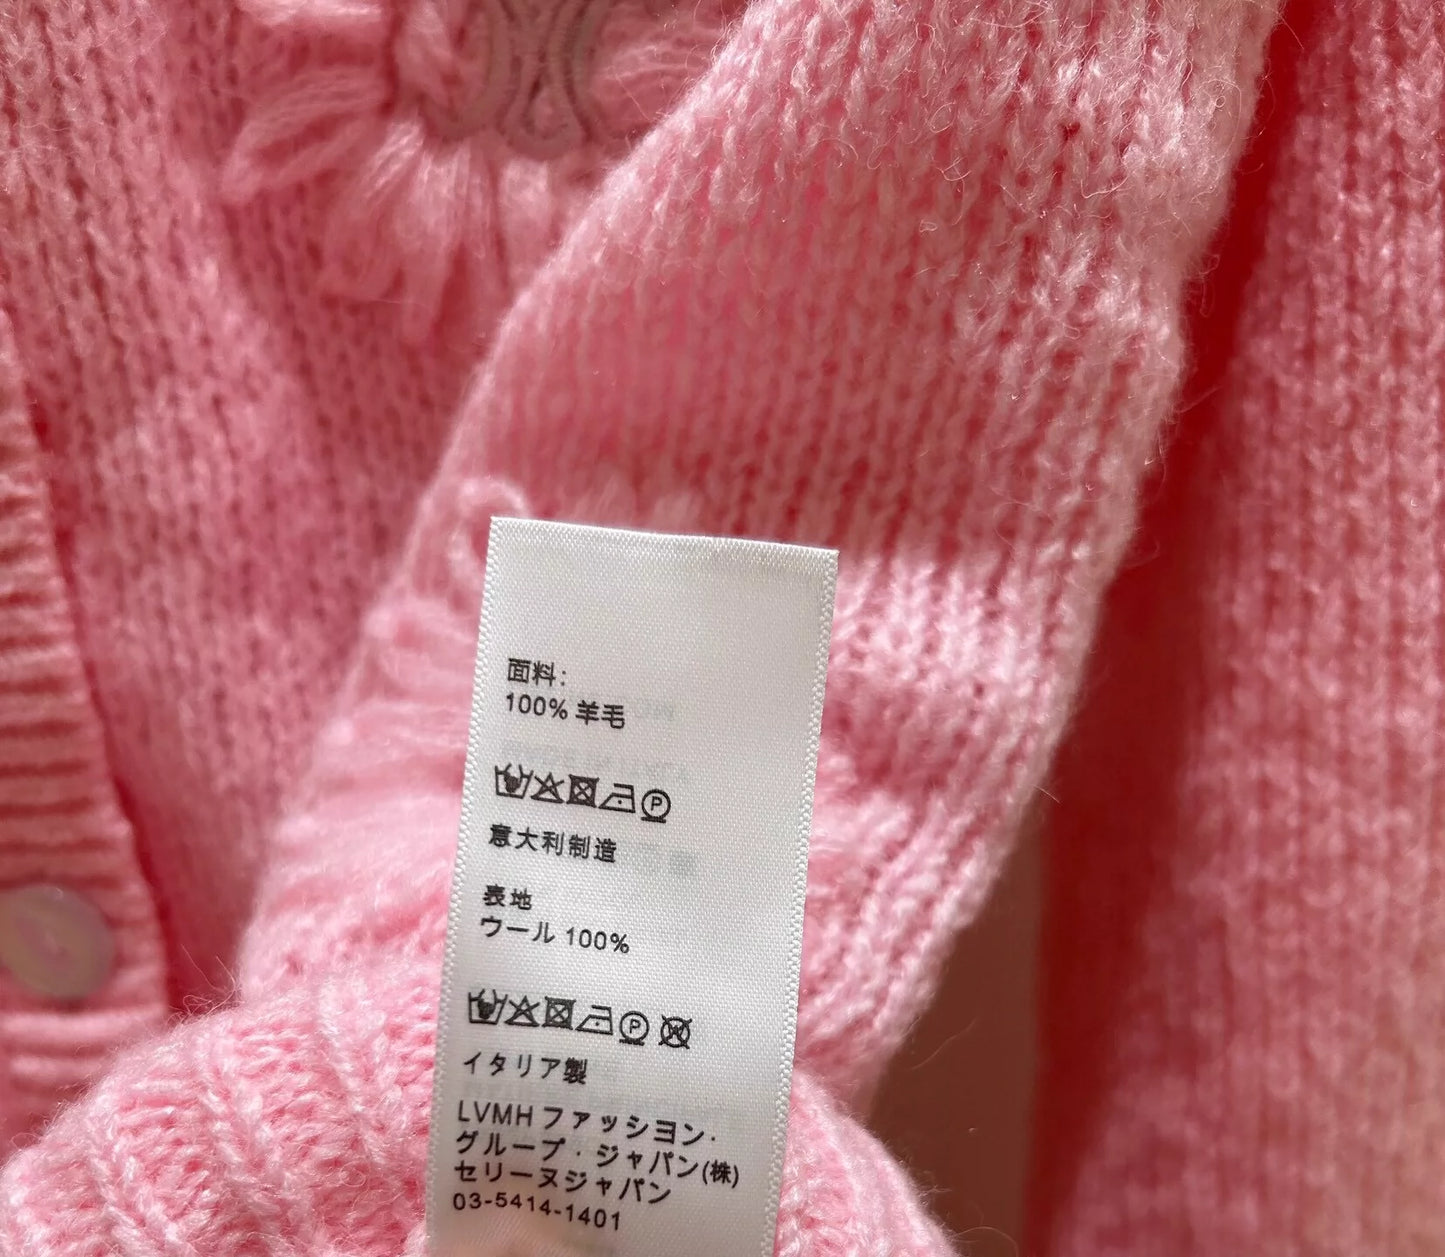 面料:
100% 羊毛
P
意大利制造
表地
ウール 100%
P W
イタリア製
LVMH ファッション.
グループ.ジャパン(株)
セリーヌジャパン
03-5414-1401